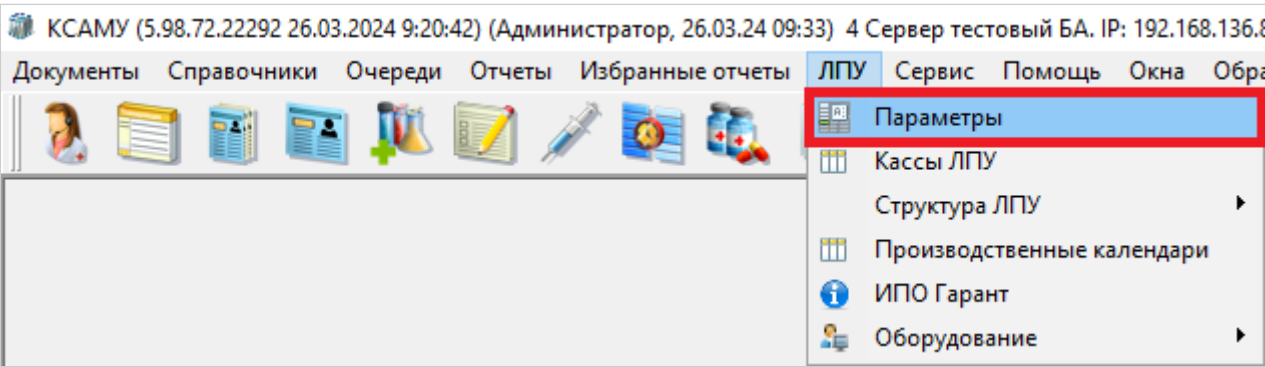 КСАМУ (5.98.72.22292 26.03.2024 9:20:42) (Администратор, 26.03.24 09:33) 4 Сервер тестовый БА. IP: 192.168.136.8
Документы Справочники Очереди Отчеты Избранные отчеты ЛПУ Сервис Помощь Окна Обра
Параметры
Кассы ЛПУ
Структура ЛПУ
Производственные календари
ИПО Гарант
Оборудование